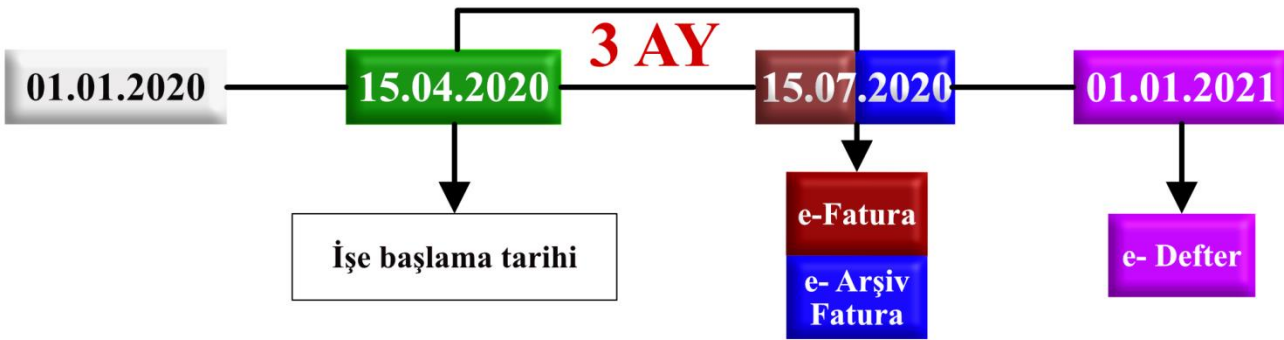 3 AY
01.01.2020
15.04.2020
15.07.2020
01.01.2021
İşe başlama tarihi
e-Fatura
e- Arşiv
Fatura
e- Defter